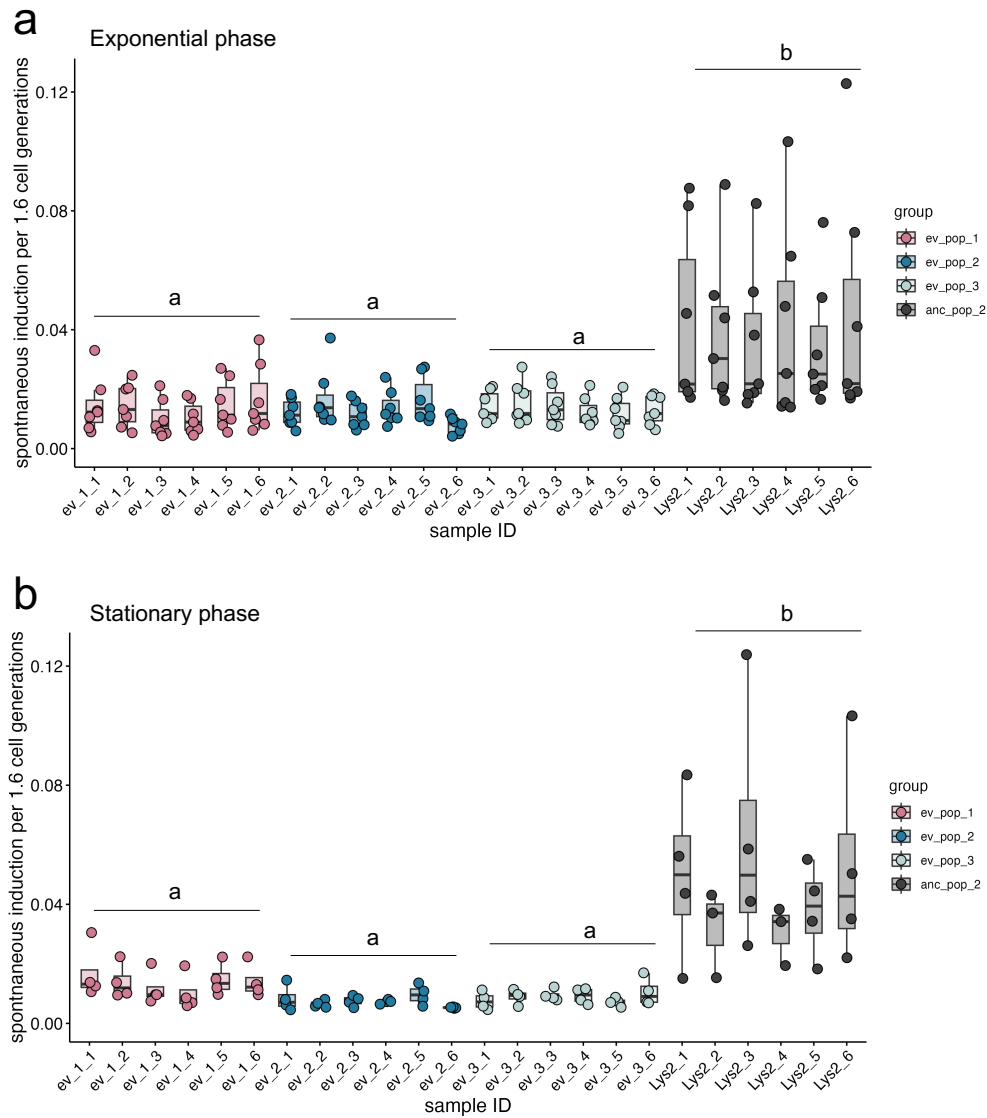 a
Exponential phase
spontnaneous induction per 1.6 cell generations
0.12
0.08
0.04
0.00
a
a
a
b
ev_1_1
ev_1_2
ev_1_3
ev_1_4
ev_1_5
ev_1_6
ev_2_1
ev_2_2
ev_2_3
ev_2_4
ev_2_5
ev_2_6
ev_3_1
ev_3_2
ev_3_3
ev_3_4
ev_3_5
ev_3_6
Lys2_1
Lys2_2
Lys2_3
Lys2_4
Lys2_5
Lys2_6
sample ID
group
ev_pop_1
ev_pop_2
ev_pop_3
anc_pop_2
b
Stationary phase
spontnaneous induction per 1.6 cell generations
0.12
0.08
0.04
0.00
a
a
a
b
ev_1_1
ev_1_2
ev_1_3
ev_1_4
ev_1_5
ev_1_6
ev_2_1
ev_2_2
ev_2_3
ev_2_4
ev_2_5
ev_2_6
ev_3_1
ev_3_2
ev_3_3
ev_3_4
ev_3_5
ev_3_6
Lys2_1
Lys2_2
Lys2_3
Lys2_4
Lys2_5
Lys2_6
sample ID
group
ev_pop_1
ev_pop_2
ev_pop_3
anc_pop_2